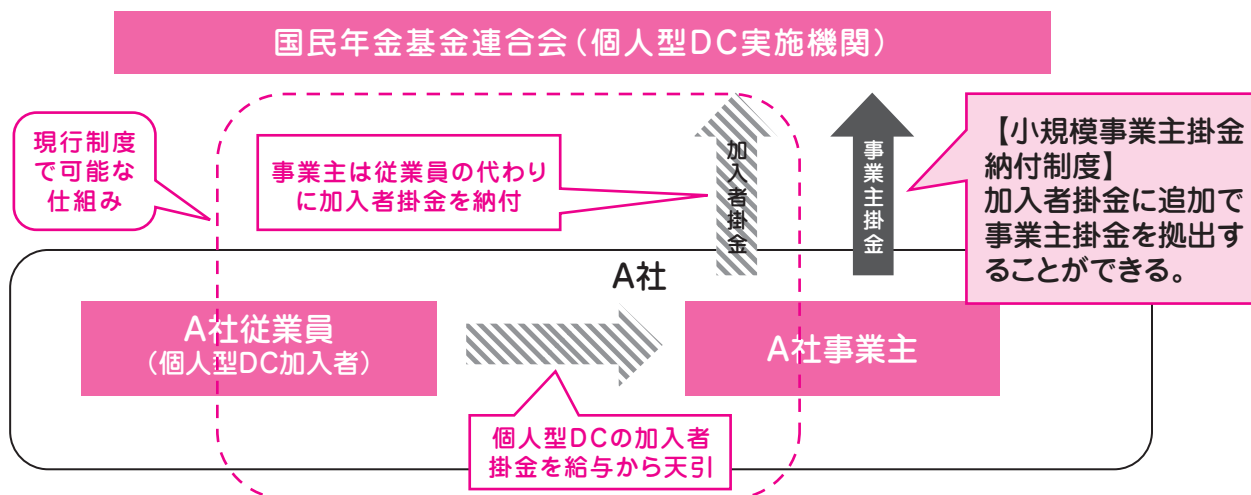 国民年金基金連合会(個人型DC実施機関)
現行制度
で可能な
仕組み
事業主は従業員の代わり
に加入者掛金を納付
加入者掛金
事業主掛金
【小規模事業主掛金
納付制度】
加入者掛金に追加で
事業主掛金を拠出す
ることができる。
A社
A社従業員
(個人型DC加入者)
A社事業主
個人型DCの加入者
掛金を給与から天引